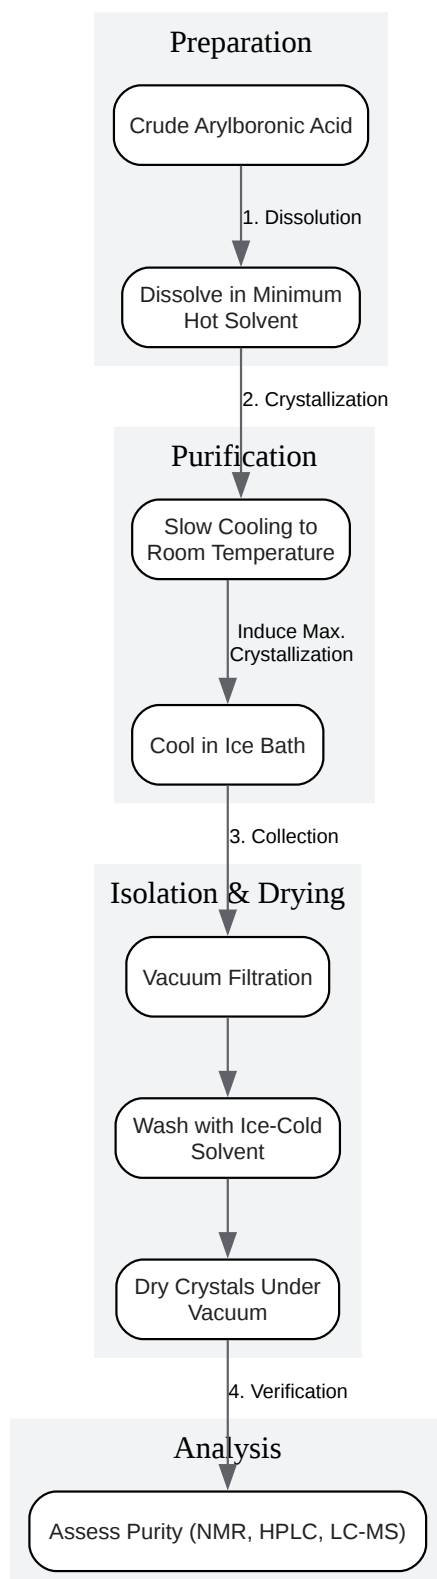 Preparation
Crude Arylboronic Acid
1. Dissolution
Dissolve in Minimum
Hot Solvent
2. Crystallization
Purification
Slow Cooling to
Room Temperature
Induce Max.
Crystallization
Cool in Ice Bath
3. Collection
Isolation & Drying
Vacuum Filtration
Wash with Ice-Cold
Solvent
Dry Crystals Under
Vacuum
4. Verification
Analysis
Assess Purity (NMR, HPLC, LC-MS)